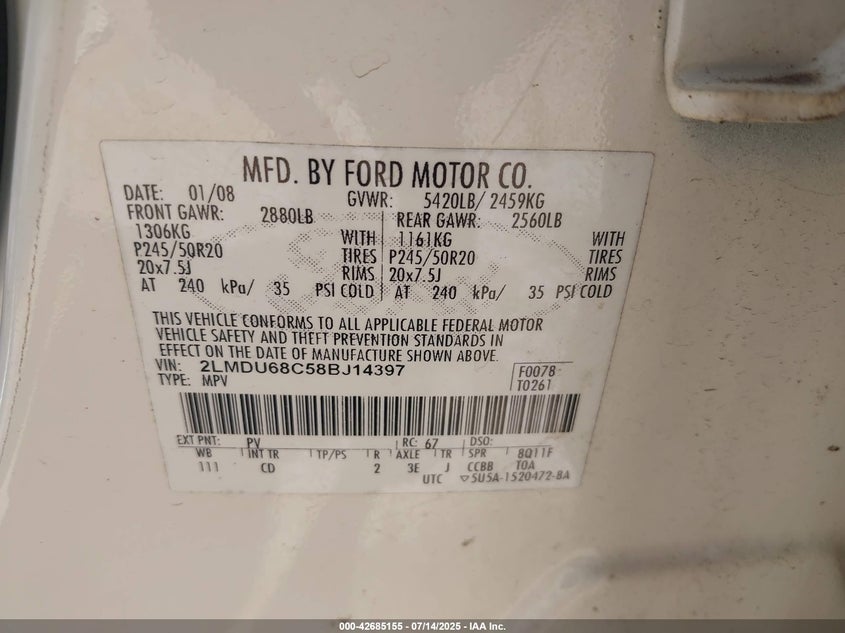 MFD. BY FORD MOTOR CO.
DATE: 01/08 GVWR: 5420LB/ 2459KG
FRONT GAWR: 2880LB REAR GAWR: 2560LB
1306KG WITH 1161KG WITH
P245/50R20 TIRES P245/50R20 TIRES
20x7.5J RIMS 20x7.5J RIMS
AT 240 kPa/ 35 PSI COLD AT 240 kPa/ 35 PSI COLD
THIS VEHICLE CONFORMS TO ALL APPLICABLE FEDERAL MOTOR
VEHICLE SAFETY AND THEFT PREVENTION STANDARDS IN
EFFECT ON THE DATE OF MANUFACTURE SHOWN ABOVE.
VIN: 2LMDU68C58BJ14397 F0078
TYPE: MPV T0261
EXT PNT: PV RC: 67 DSO:
WB INT TR TP/PS R AXLE TR SPR 8Q11F
111 CD 2 3E J CCBB TOA
UTC ▽5U5A-1520472-BA
000-42685155 - 07/14/2025 - IAA Inc.